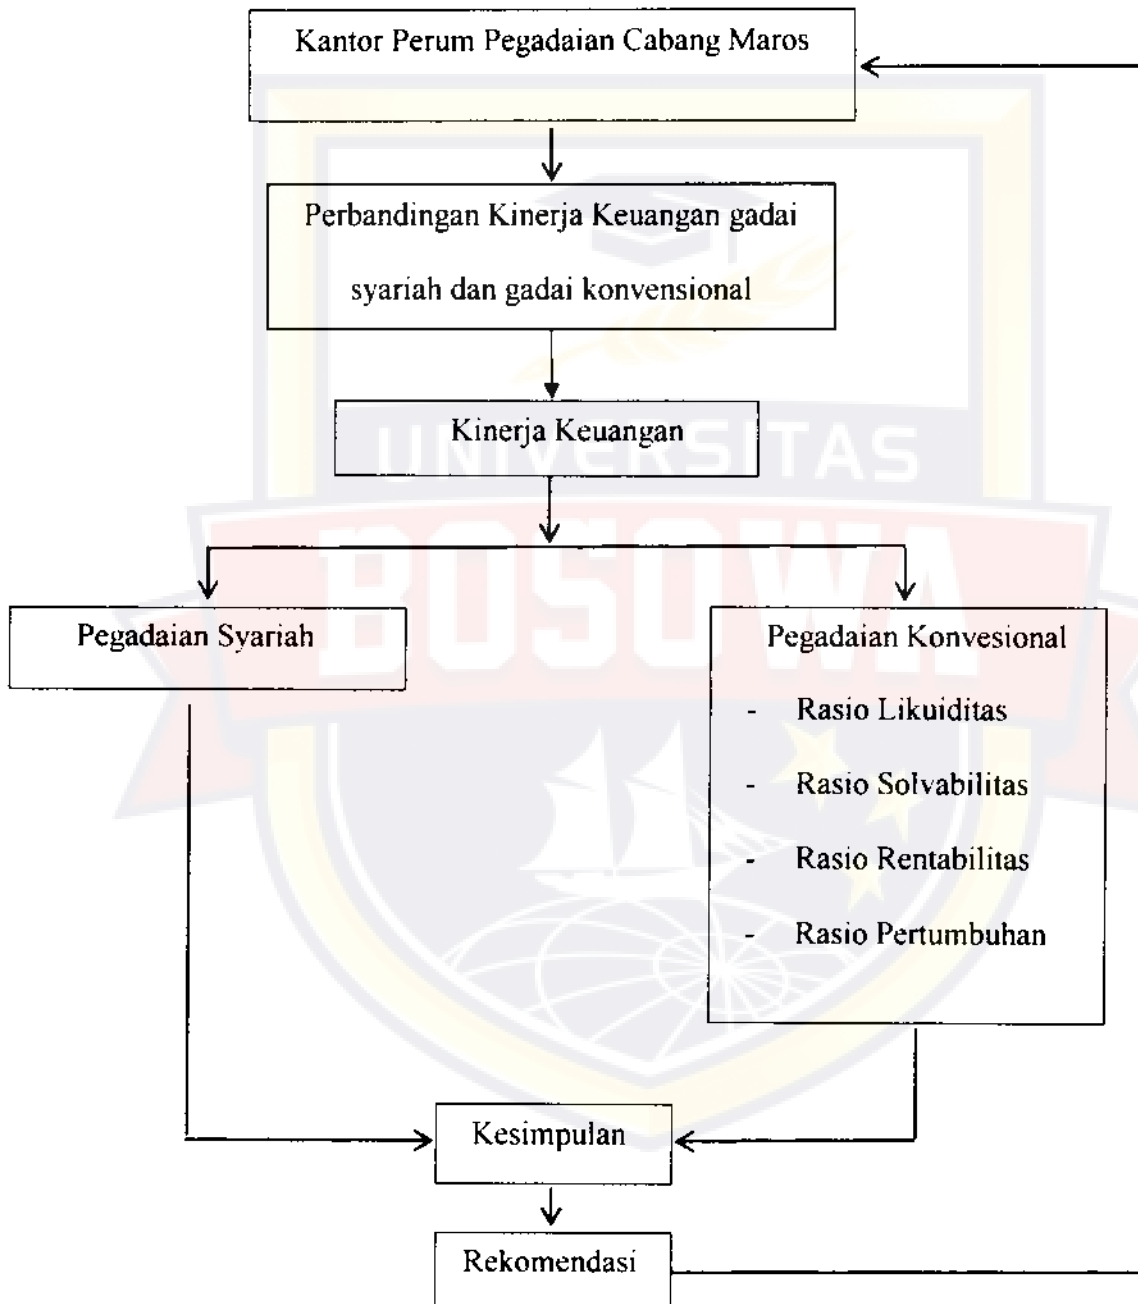 Kantor Perum Pegadaian Cabang Maros
Perbandingan Kinerja Keuangan gadai
syariah dan gadai konvensional
Kinerja Keuangan
UNIVERSITAS
BOSOWA
Pegadaian Syariah
Pegadaian Konvesional
- Rasio Likuiditas
- Rasio Solvabilitas
- Rasio Rentabilitas
- Rasio Pertumbuhan
Kesimpulan
Rekomendasi